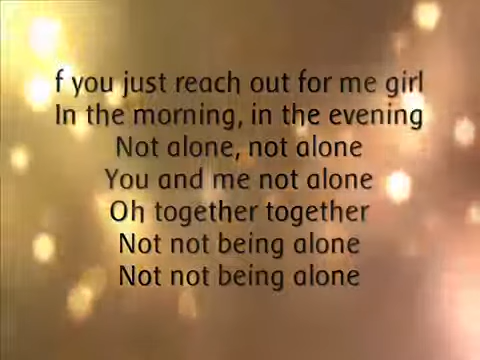 f you just reach out for me girl
In the morning, in the evening
Not alone, not alone
You and me not alone
Oh together together
Not not being alone
Not not being alone